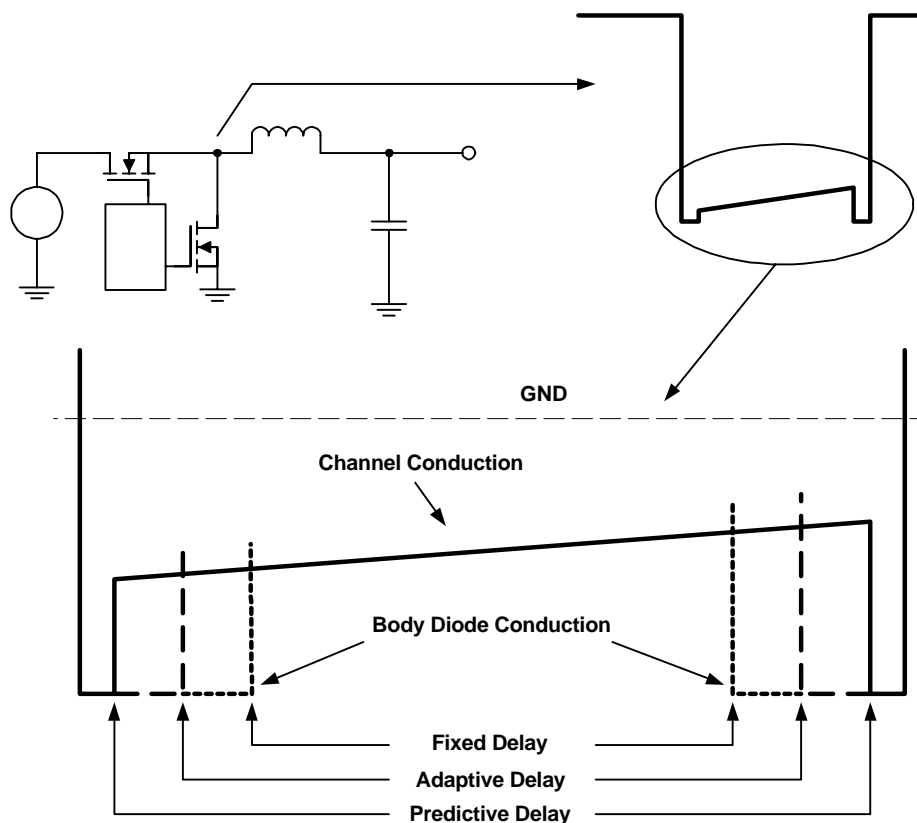 GND
Channel Conduction
Body Diode Conduction
Fixed Delay
Adaptive Delay
Predictive Delay